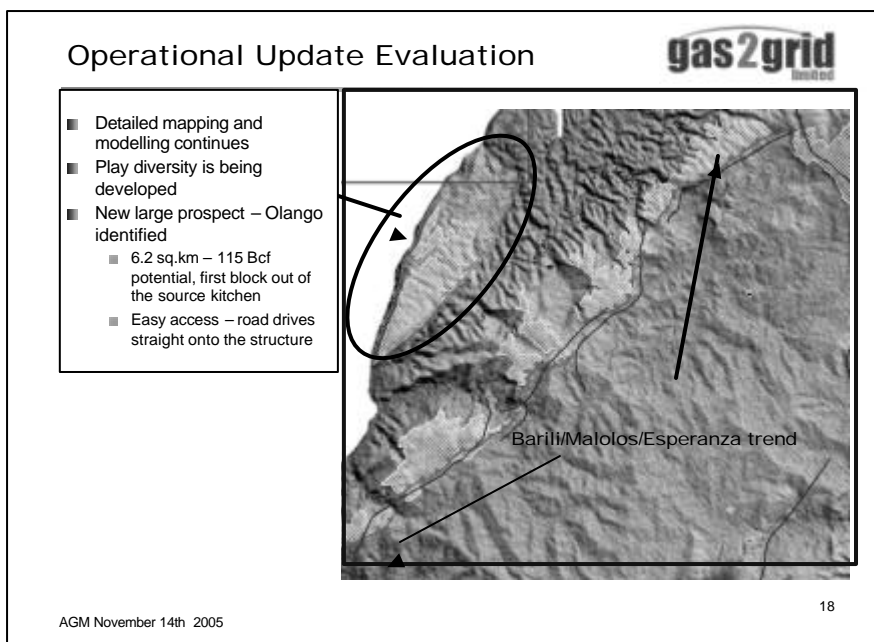 Operational Update Evaluation
gas2grid
limited
Detailed mapping and
modelling continues
Play diversity is being
developed
New large prospect – Olango
identified
6.2 sq.km – 115 Bcf
potential, first block out of
the source kitchen
Easy access – road drives
straight onto the structure
Barili/Malolos/Esperanza trend
AGM November 14th 2005
18